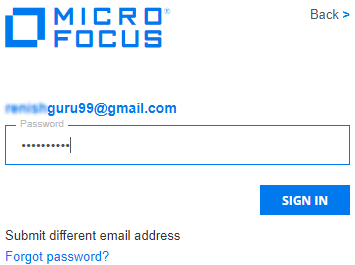 MICRO®
FOCUS
Back >
guru99@gmail.com
Password
••••••••••
SIGN IN
Submit different email address
Forgot password?